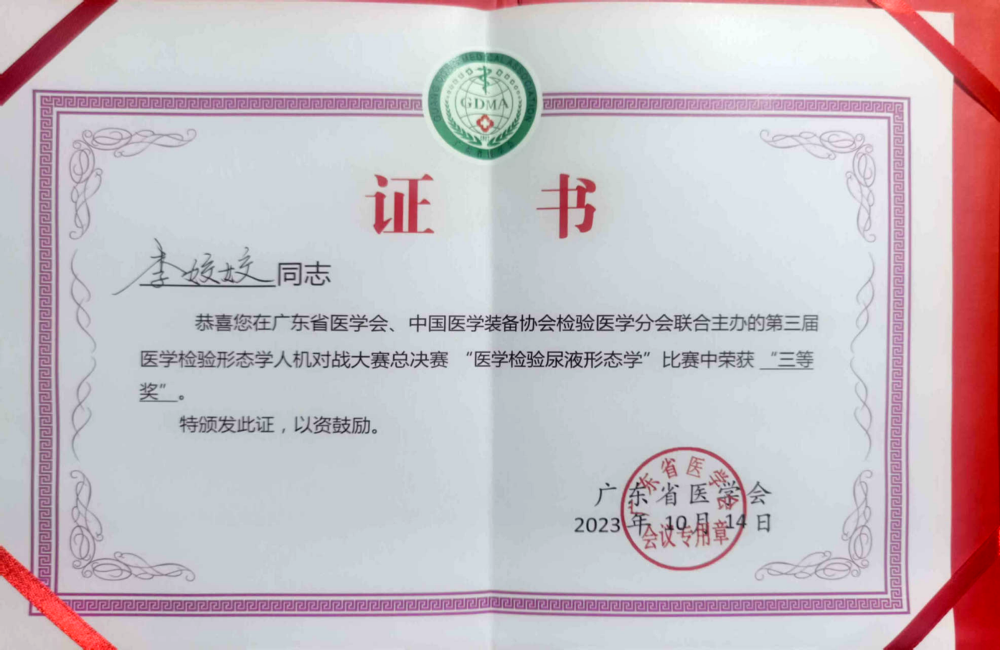 GDMA
证 书
李姣姣 同志
恭喜您在广东省医学会、中国医学装备协会检验医学分会联合主办的第三届
医学检验形态学人机对战大赛总决赛 “医学检验尿液形态学”比赛中荣获 “三等
奖” 。
特颁发此证，以资鼓励。
广东省医学会
2023 年 10 月 14 日
广东省医学会
会议专用章